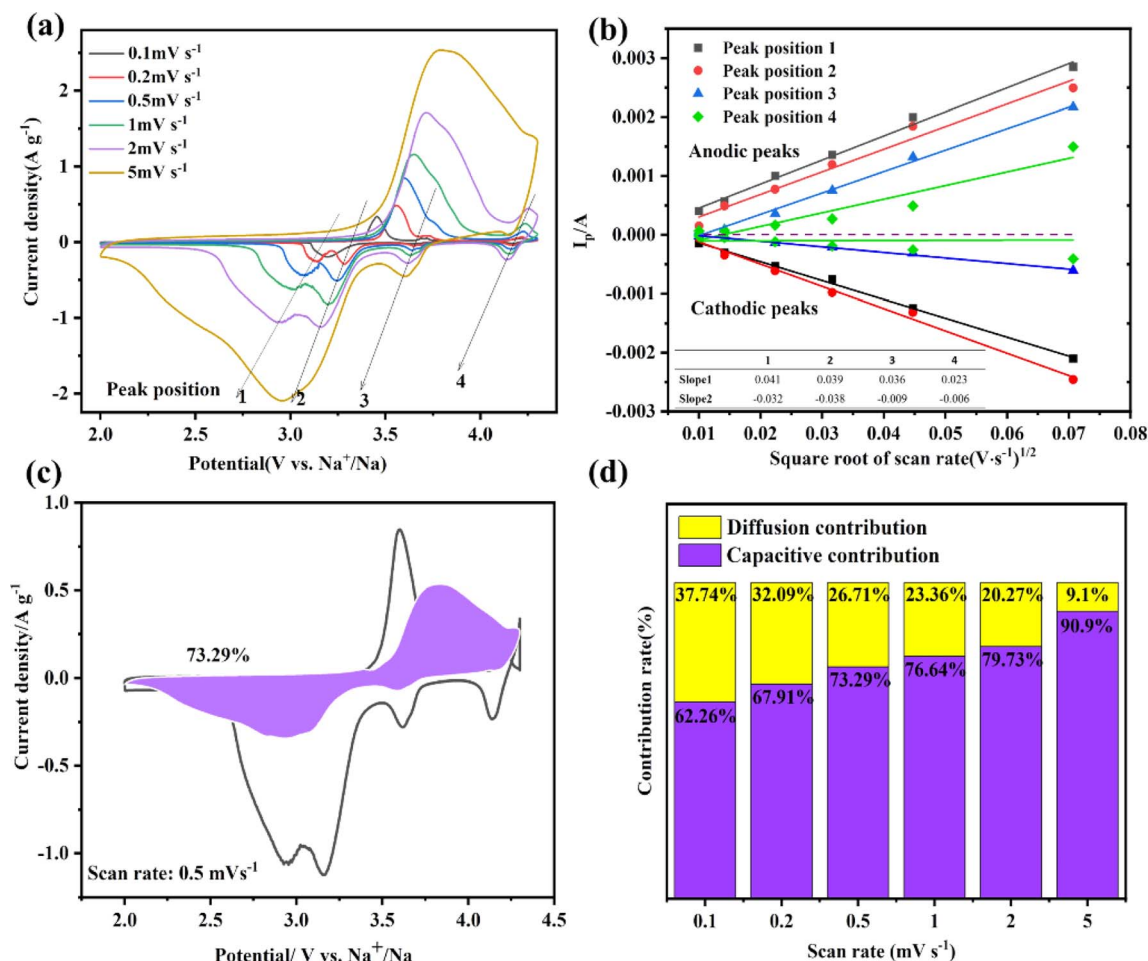 (a)
0.1mV s⁻¹
0.2mV s⁻¹
0.5mV s⁻¹
1mV s⁻¹
2mV s⁻¹
5mV s⁻¹
2
1
0
-1
-2
Current density(A g⁻¹)
Peak position
1
2
3
4
2.0
3.0
3.5
4.0
Potential(V vs. Na⁺/Na)
(b)
Peak position 1
Peak position 2
Peak position 3
Peak position 4
Anodic peaks
Cathodic peaks
0.003
0.002
0.001
0.000
-0.001
-0.002
-0.003
Iₚ/A
1 2 3 4
Slope1 0.041 0.039 0.036 0.023
Slope2 -0.032 -0.038 -0.009 -0.006
0.01 0.02 0.03 0.04 0.05 0.06 0.07 0.08
Square root of scan rate(V·s⁻¹)¹/²
(c)
1.0
0.5
0.0
-0.5
-1.0
Current density/A g⁻¹
73.29%
Scan rate: 0.5 mVs⁻¹
2.0 2.5 3.0 3.5 4.0 4.5
Potential/ V vs. Na⁺/Na
(d)
Diffusion contribution
Capacitive contribution
37.74% 32.09% 26.71% 23.36% 20.27% 9.1%
62.26% 67.91% 73.29% 76.64% 79.73% 90.9%
Contribution rate(%)
0.1 0.2 0.5 1 2 5
Scan rate (mV s⁻¹)